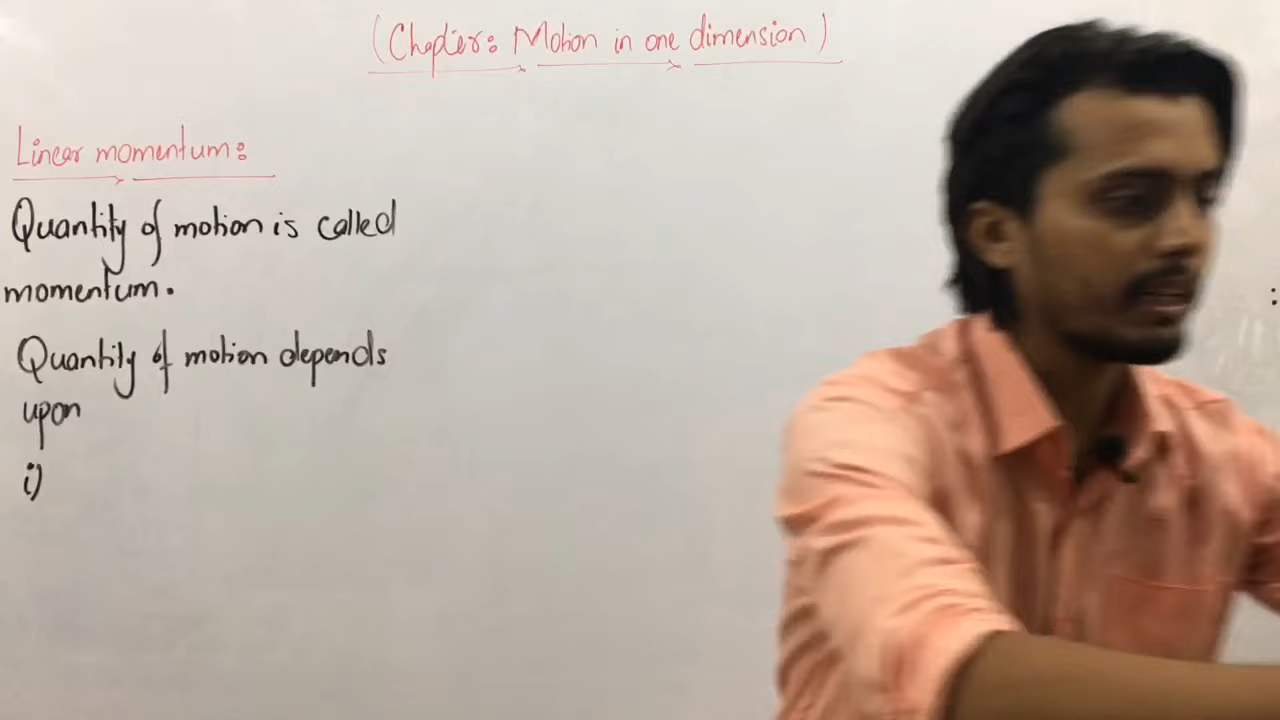 (Chapter: Motion in one dimension)
Linear momentum:
Quantity of motion is called
momentum.
Quantity of motion depends
upon
i)